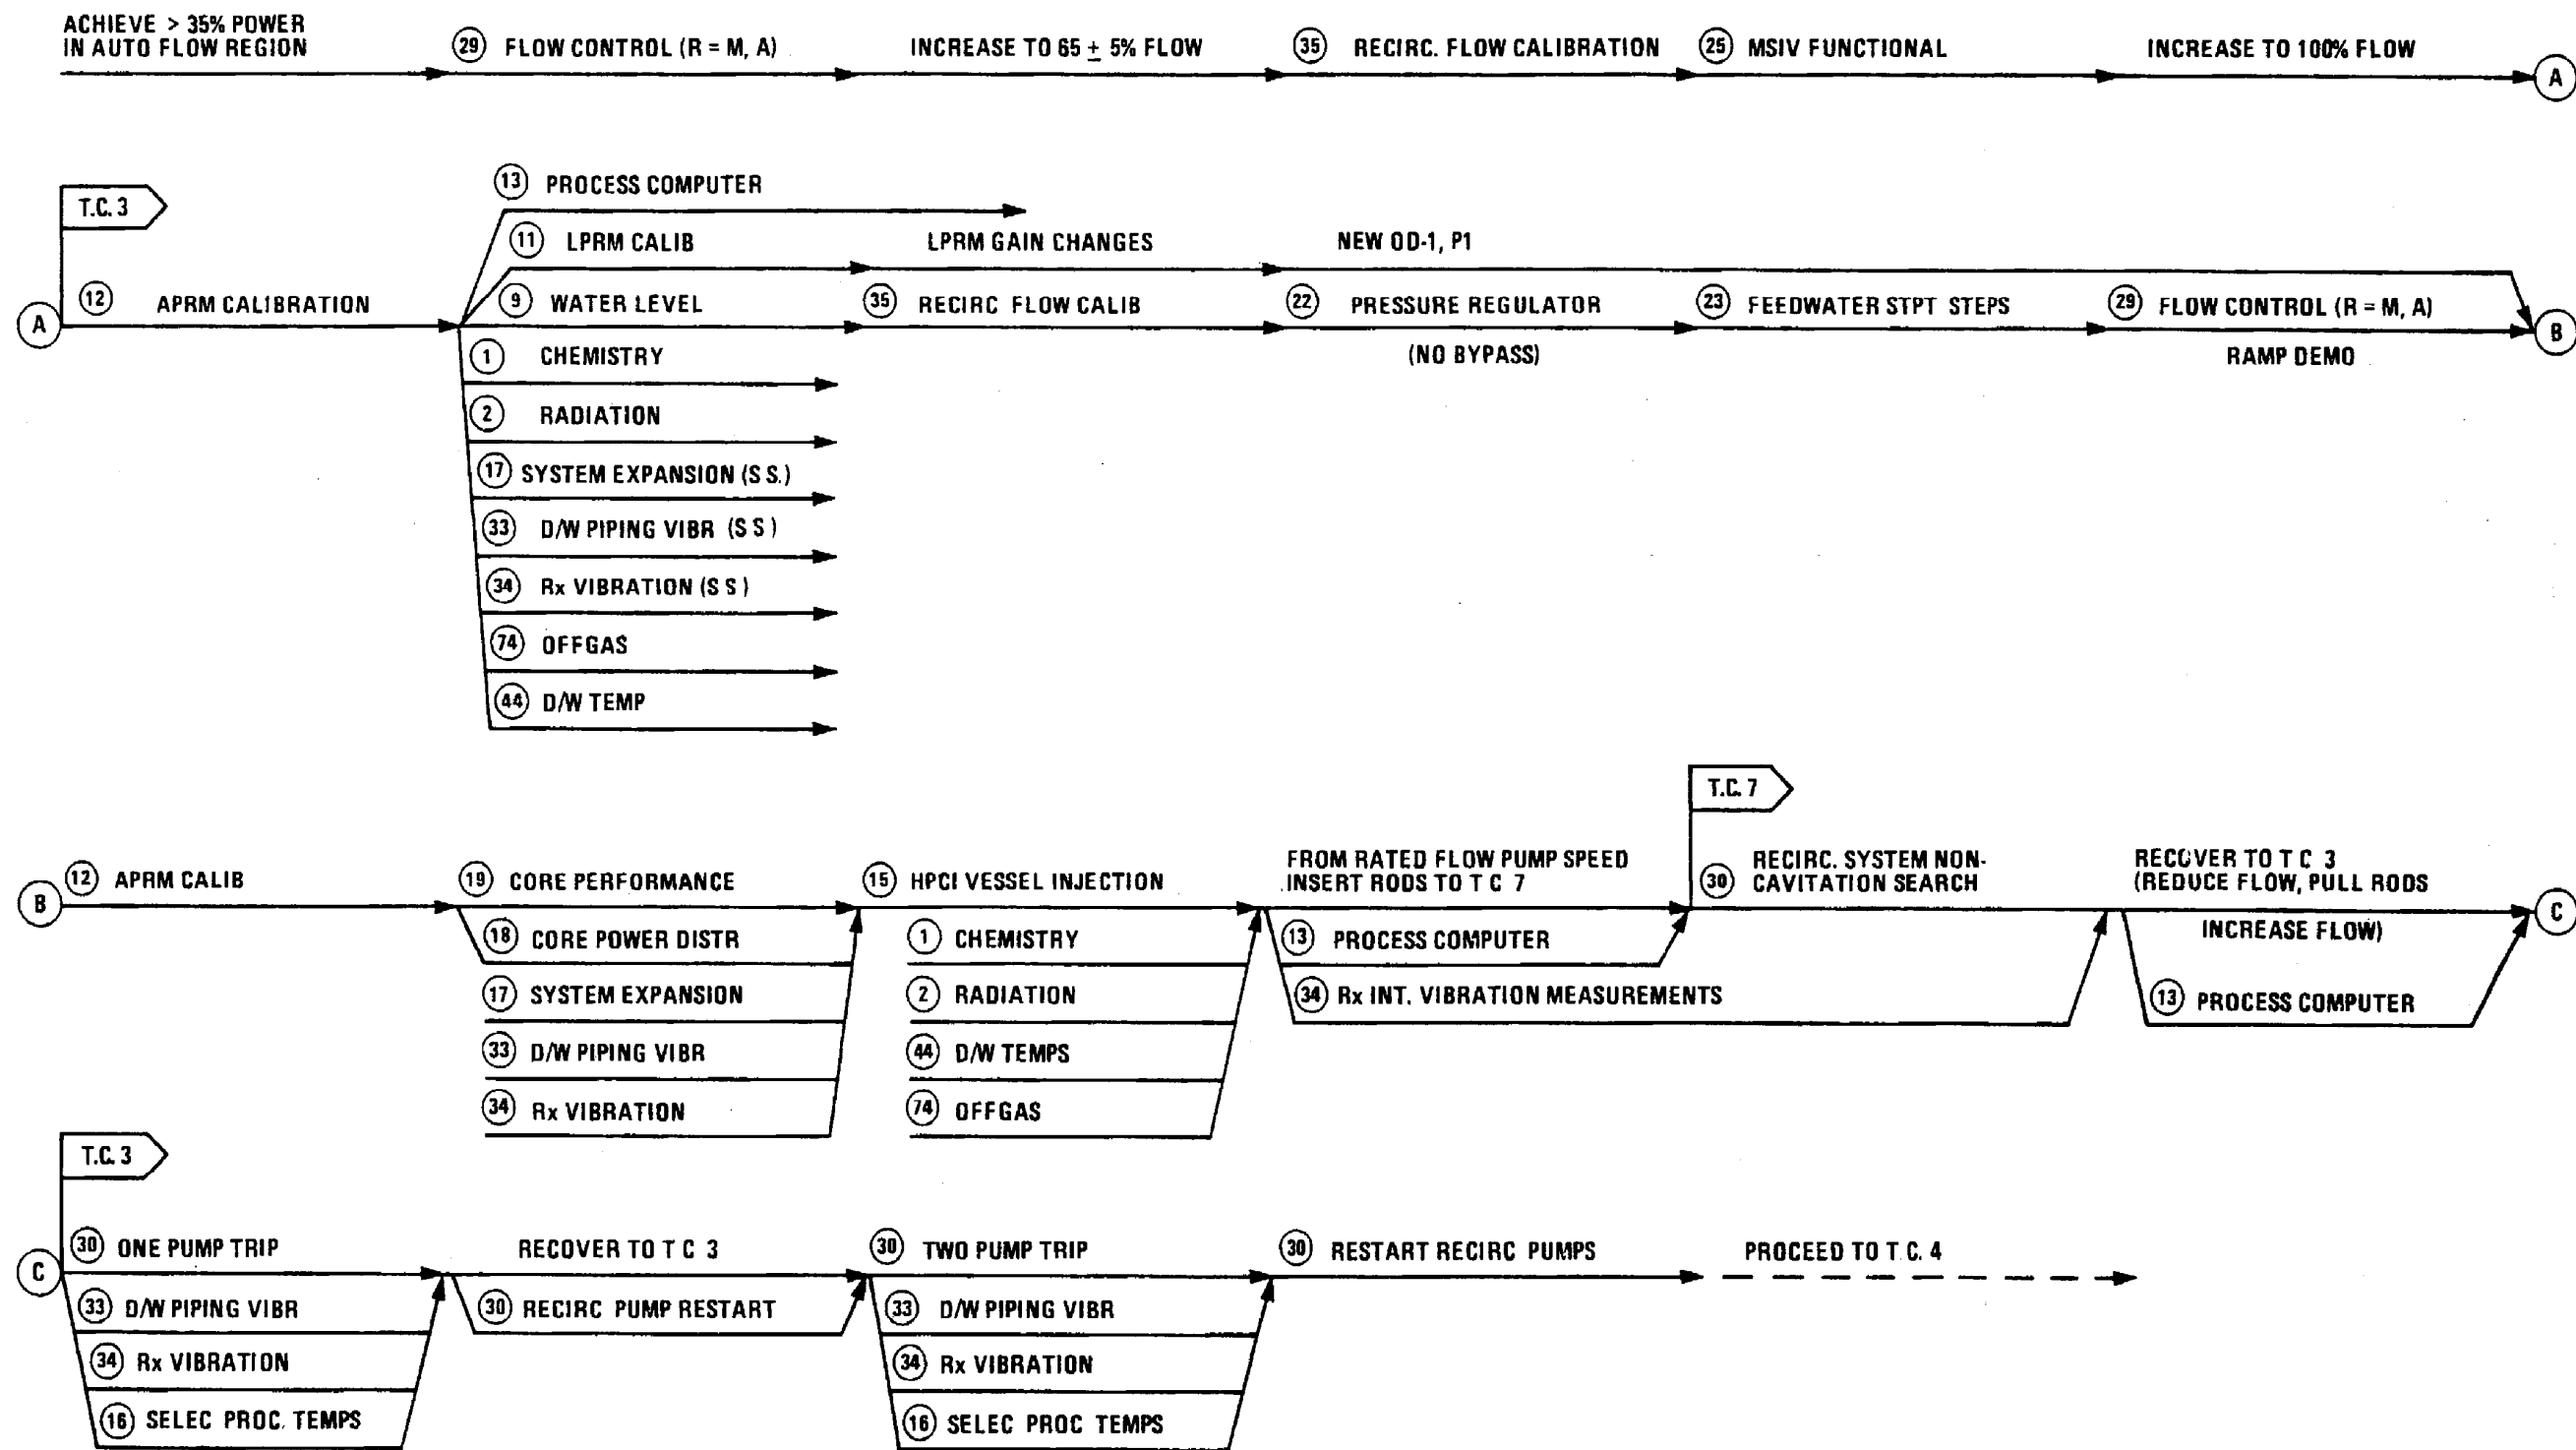 ACHIEVE > 35% POWER
IN AUTO FLOW REGION
29 FLOW CONTROL (R = M, A)
INCREASE TO 65 ± 5% FLOW
35 RECIRC. FLOW CALIBRATION
25 MSIV FUNCTIONAL
INCREASE TO 100% FLOW
A
T.C. 3
13 PROCESS COMPUTER
11 LPRM CALIB
LPRM GAIN CHANGES
NEW OD-1, P1
A
12 APRM CALIBRATION
9 WATER LEVEL
35 RECIRC FLOW CALIB
22 PRESSURE REGULATOR
(NO BYPASS)
23 FEEDWATER STPT STEPS
29 FLOW CONTROL (R = M, A)
RAMP DEMO
B
1 CHEMISTRY
2 RADIATION
17 SYSTEM EXPANSION (S S.)
33 D/W PIPING VIBR (S S)
34 Rx VIBRATION (S S)
74 OFFGAS
44 D/W TEMP
T.C. 7
B
12 APRM CALIB
19 CORE PERFORMANCE
15 HPCI VESSEL INJECTION
FROM RATED FLOW PUMP SPEED
INSERT RODS TO T C 7
30 RECIRC. SYSTEM NON-
CAVITATION SEARCH
RECOVER TO T C 3
(REDUCE FLOW, PULL RODS
INCREASE FLOW)
C
18 CORE POWER DISTR
1 CHEMISTRY
13 PROCESS COMPUTER
17 SYSTEM EXPANSION
2 RADIATION
34 Rx INT. VIBRATION MEASUREMENTS
13 PROCESS COMPUTER
33 D/W PIPING VIBR
44 D/W TEMPS
34 Rx VIBRATION
74 OFFGAS
T.C. 3
C
30 ONE PUMP TRIP
RECOVER TO T C 3
30 TWO PUMP TRIP
30 RESTART RECIRC PUMPS
PROCEED TO T.C. 4
33 D/W PIPING VIBR
30 RECIRC PUMP RESTART
33 D/W PIPING VIBR
34 Rx VIBRATION
34 Rx VIBRATION
16 SELEC PROC. TEMPS
16 SELEC PROC TEMPS